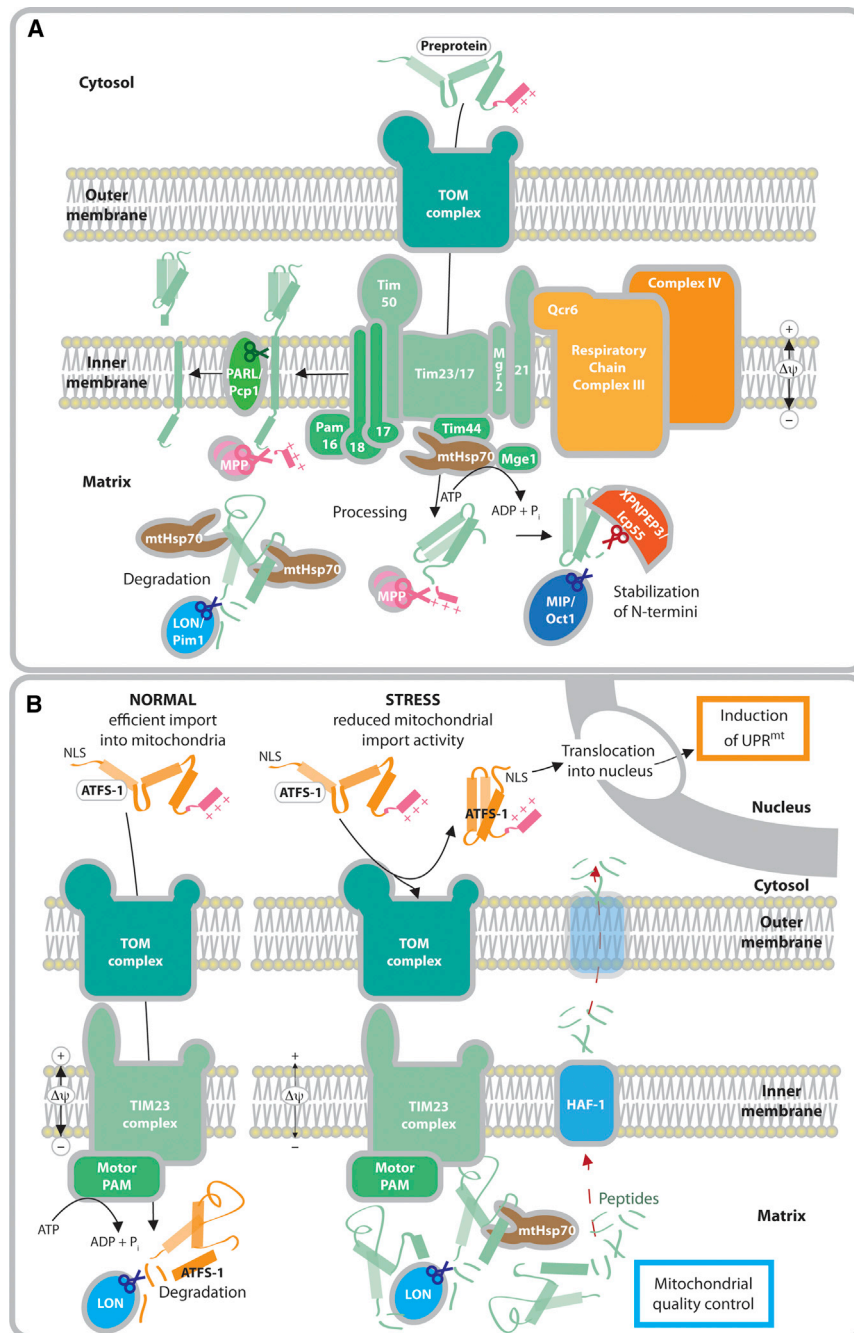 A
Preprotein
+++
Cytosol
Outer
membrane
TOM
complex
Tim
50
Complex IV
Qcr6
+
Inner
membrane
PARL/
Pcp1
Tim23/17
Mgr2
21
Respiratory
Chain
Complex III
Δψ
−
Pam
16
18
17
Tim44
mtHsp70
Mge1
MPP
+++
Matrix
ATP
ADP + Pi
Processing
XPNPEP3/
Icp55
mtHsp70
mtHsp70
Degradation
LON/
Pim1
MPP
++++
MIP/
Oct1
Stabilization
of N-termini
B
NORMAL
efficient import
into mitochondria
STRESS
reduced mitochondrial
import activity
Induction
of UPRmt
NLS
ATFS-1
+++
NLS
ATFS-1
+++
NLS
ATFS-1
+++
Translocation
into nucleus
Nucleus
Cytosol
Outer
membrane
TOM
complex
TOM
complex
+
Δψ
−
TIM23
complex
+
Δψ
−
TIM23
complex
HAF-1
Inner
membrane
Motor
PAM
Motor
PAM
Peptides
Matrix
ATP
ADP + Pi
mtHsp70
ATFS-1
Degradation
LON
LON
Mitochondrial
quality control